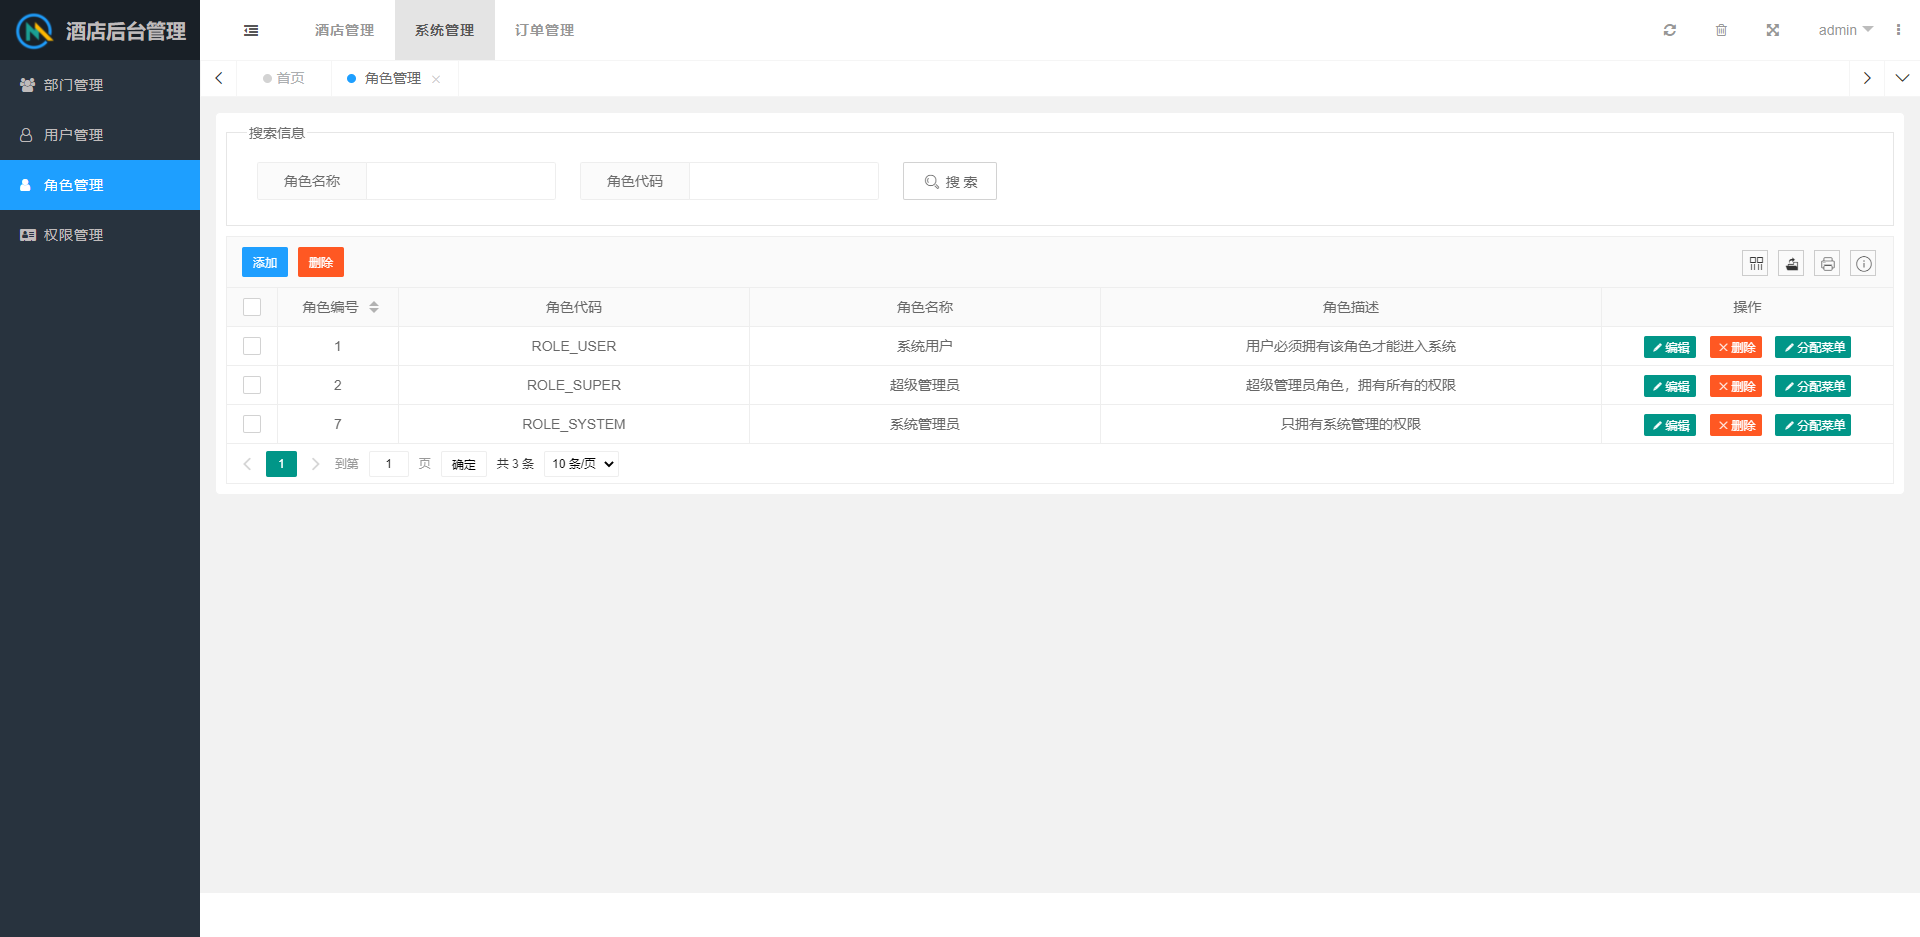 酒店后台管理
酒店管理 系统管理 订单管理 admin
部门管理
用户管理
角色管理
权限管理
首页 角色管理
搜索信息
角色名称 角色代码 搜 索
添加 删除
角色编号 角色代码 角色名称 角色描述 操作
1 ROLE_USER 系统用户 用户必须拥有该角色才能进入系统 编辑 删除 分配菜单
2 ROLE_SUPER 超级管理员 超级管理员角色，拥有所有的权限 编辑 删除 分配菜单
7 ROLE_SYSTEM 系统管理员 只拥有系统管理的权限 编辑 删除 分配菜单
1 到第 1 页 确定 共 3 条 10 条/页